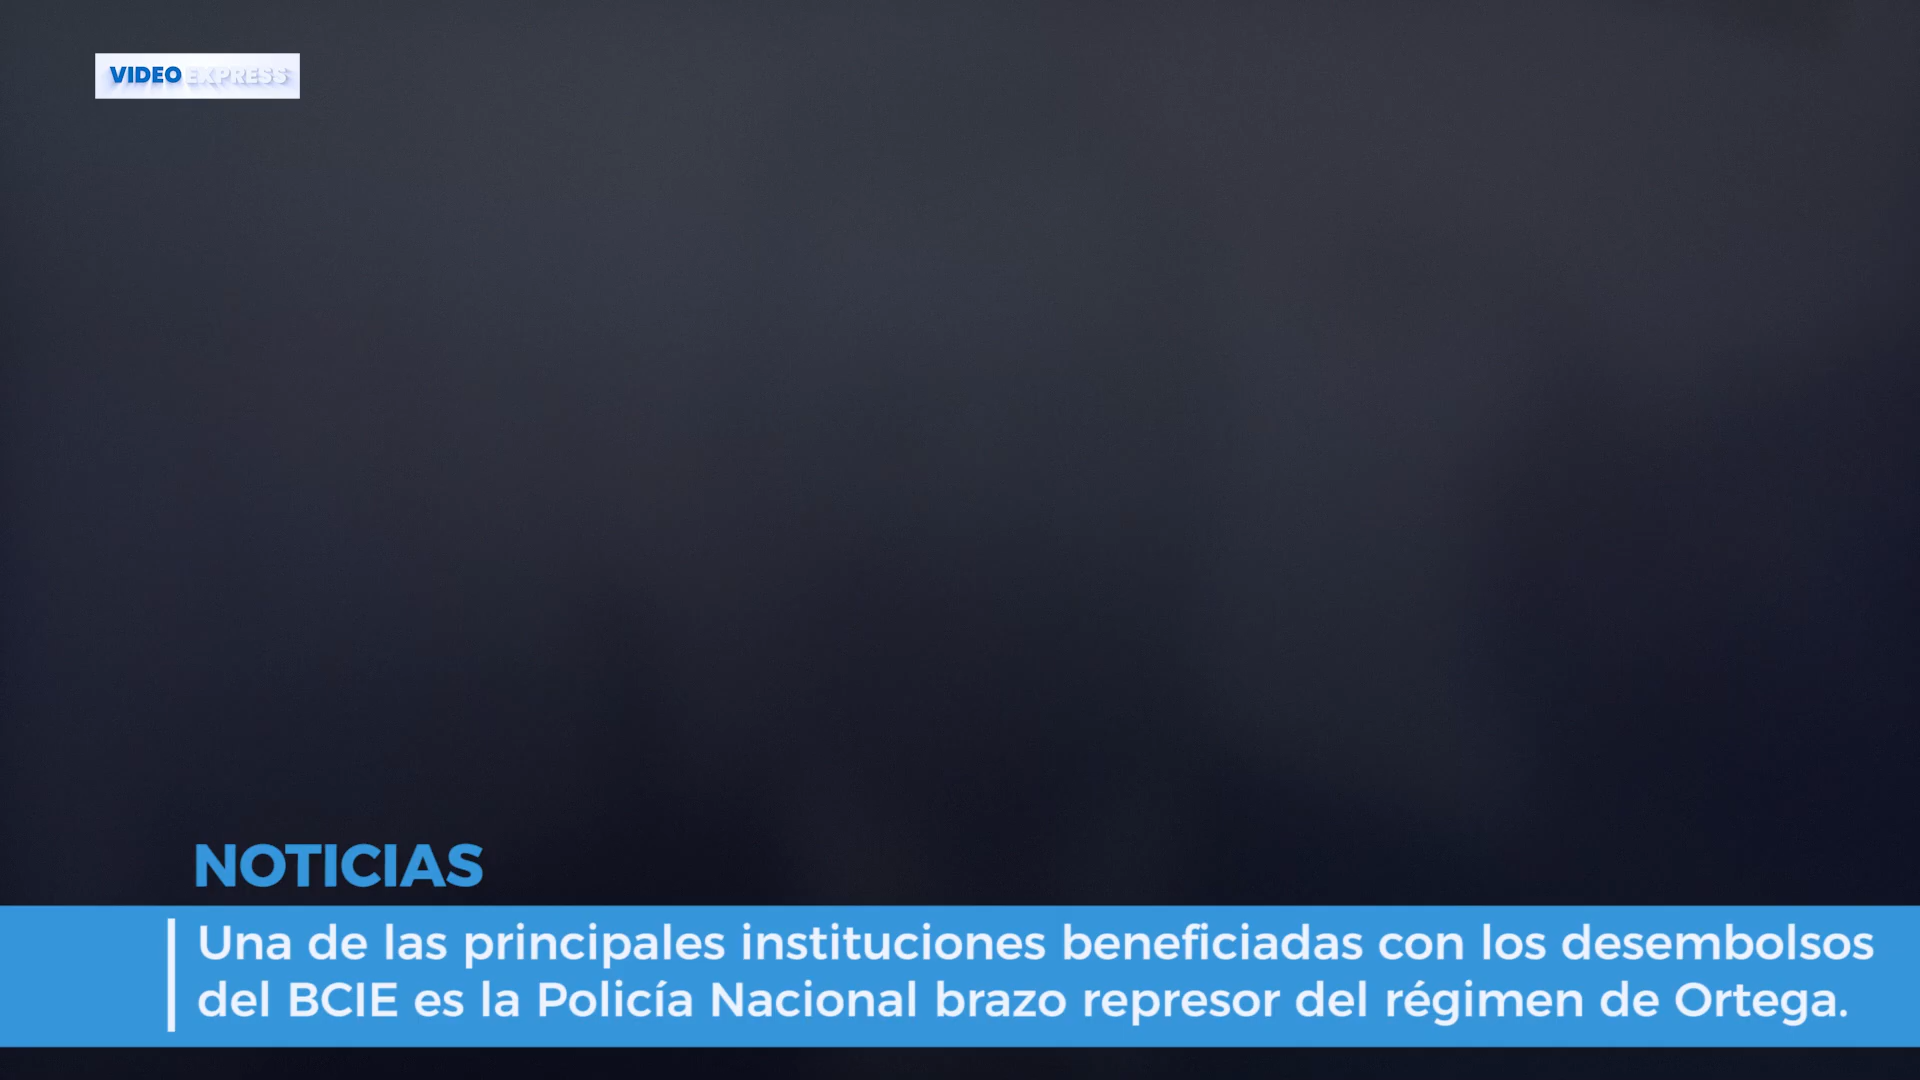 VIDEO EXPRESS
NOTICIAS
Una de las principales instituciones beneficiadas con los desembolsos
del BCIE es la Policía Nacional brazo represor del régimen de Ortega.